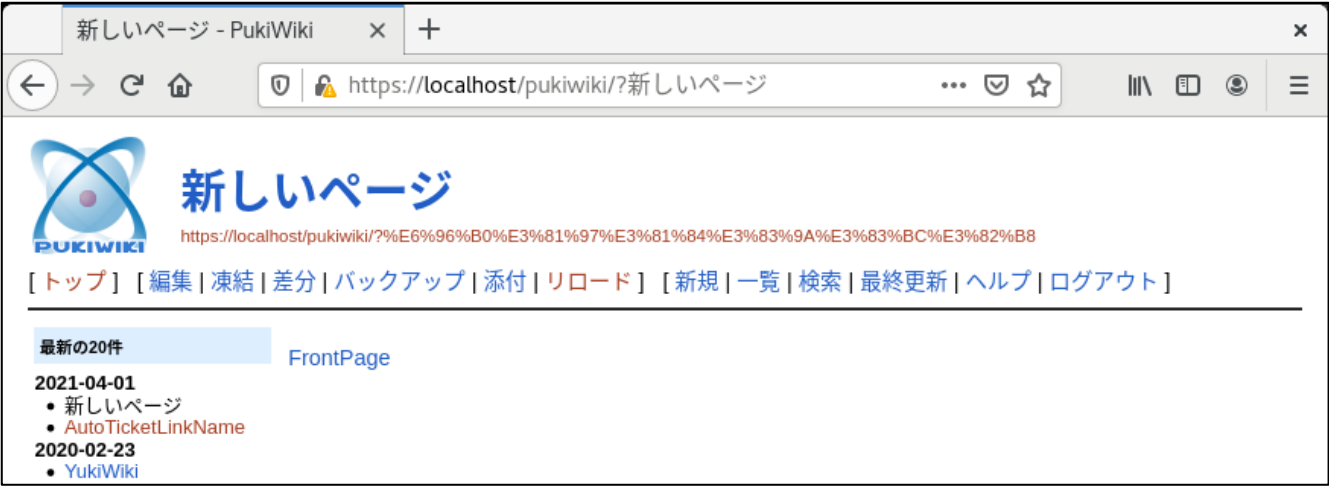 新しいページ - PukiWiki
https://localhost/pukiwiki/?新しいページ
新しいページ
PUKIWIKI
https://localhost/pukiwiki/?%E6%96%B0%E3%81%97%E3%81%84%E3%83%9A%E3%83%BC%E3%82%B8
[ トップ ] [ 編集 | 凍結 | 差分 | バックアップ | 添付 | リロード ] [ 新規 | 一覧 | 検索 | 最終更新 | ヘルプ | ログアウト ]
最新の20件
FrontPage
2021-04-01
新しいページ
AutoTicketLinkName
2020-02-23
YukiWiki